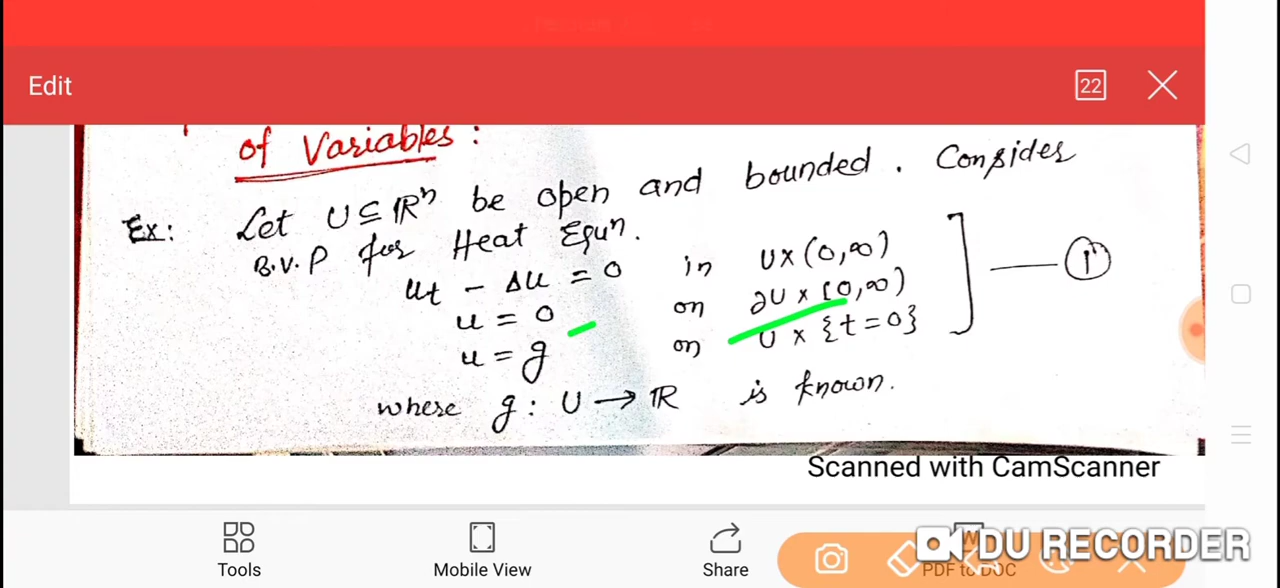 Edit
22
of Variables :
Ex: Let U ⊆ ℝⁿ be open and bounded. Consider
B.V.P for Heat Equⁿ.
u_t - Δu = 0 in U×(0,∞)
u = 0 on ∂U × [0,∞)
u = g on U × {t=0}
—— ①
where g : U → ℝ is known.
Scanned with CamScanner
Tools
Mobile View
Share
PDF to DOC
DU RECORDER